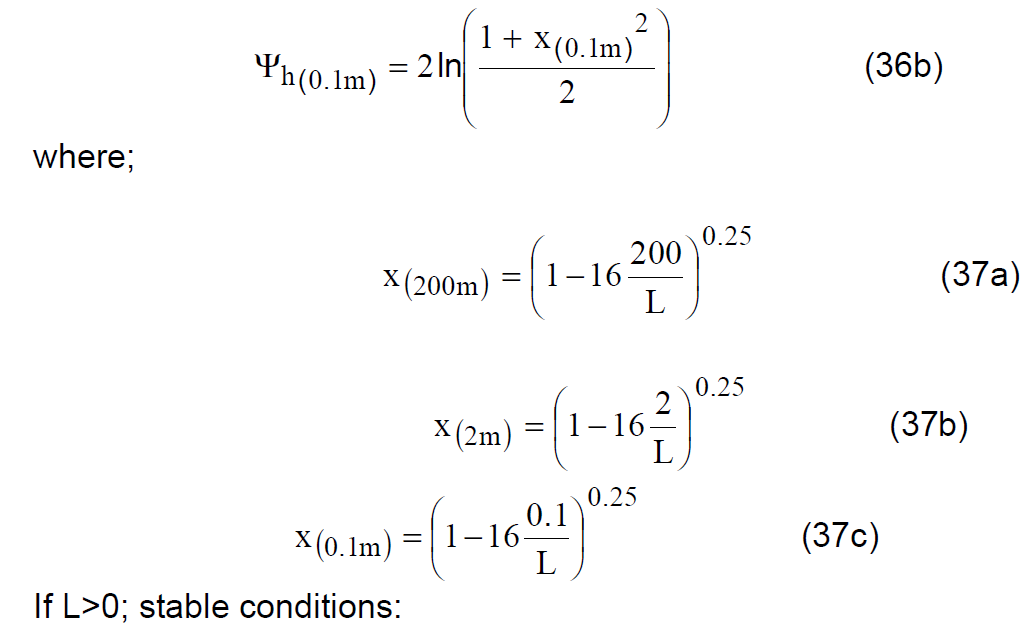 Ψh(0.1m) = 2 ln((1 + x(0.1m)²)/2) (36b)
where;
x(200m) = (1−16 200/L)^0.25 (37a)
x(2m) = (1−16 2/L)^0.25 (37b)
x(0.1m) = (1−16 0.1/L)^0.25 (37c)
If L>0; stable conditions: